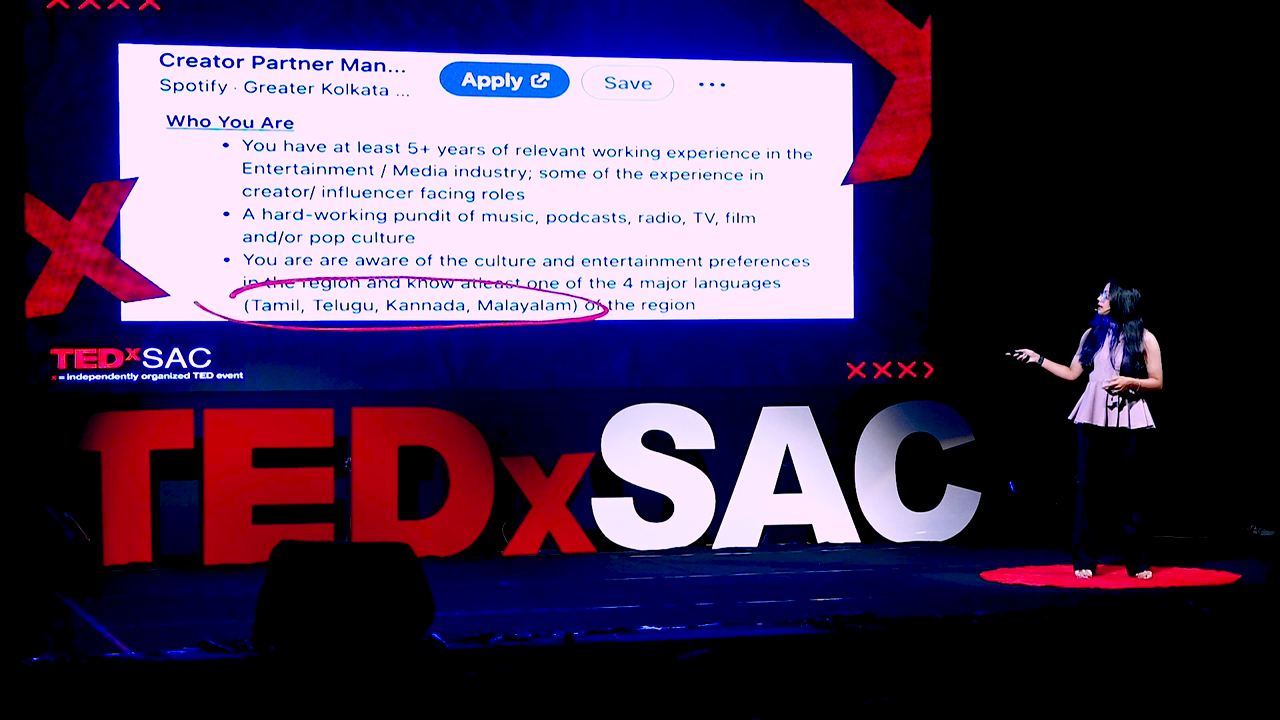 Creator Partner Man...
Spotify · Greater Kolkata ...
Apply
Save
...
Who You Are
• You have at least 5+ years of relevant working experience in the
Entertainment / Media industry; some of the experience in
creator/ influencer facing roles
• A hard-working pundit of music, podcasts, radio, TV, film
and/or pop culture
• You are are aware of the culture and entertainment preferences
in the region and know atleast one of the 4 major languages
(Tamil, Telugu, Kannada, Malayalam) of the region
TEDxSAC
x = independently organized TED event
TEDxSAC